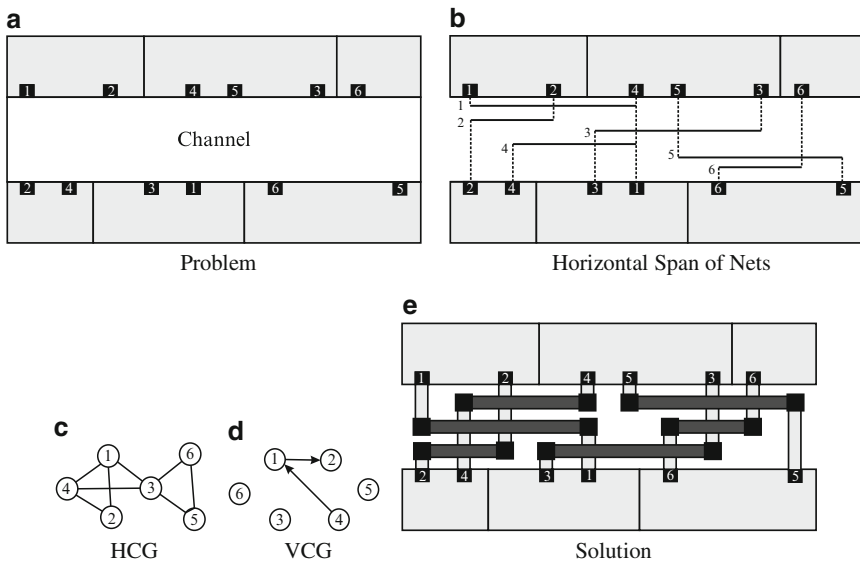 a
1 2 4 5 3 6
Channel
2 4 3 1 6 5
Problem
b
1 2 4 5 3 6
1
2
3
4
5
6
2 4 3 1 6 5
Horizontal Span of Nets
c
1 6
4 3
2 5
HCG
d
1 2
6 5
3 4
VCG
e
1 2 4 5 3 6
2 4 3 1 6 5
Solution